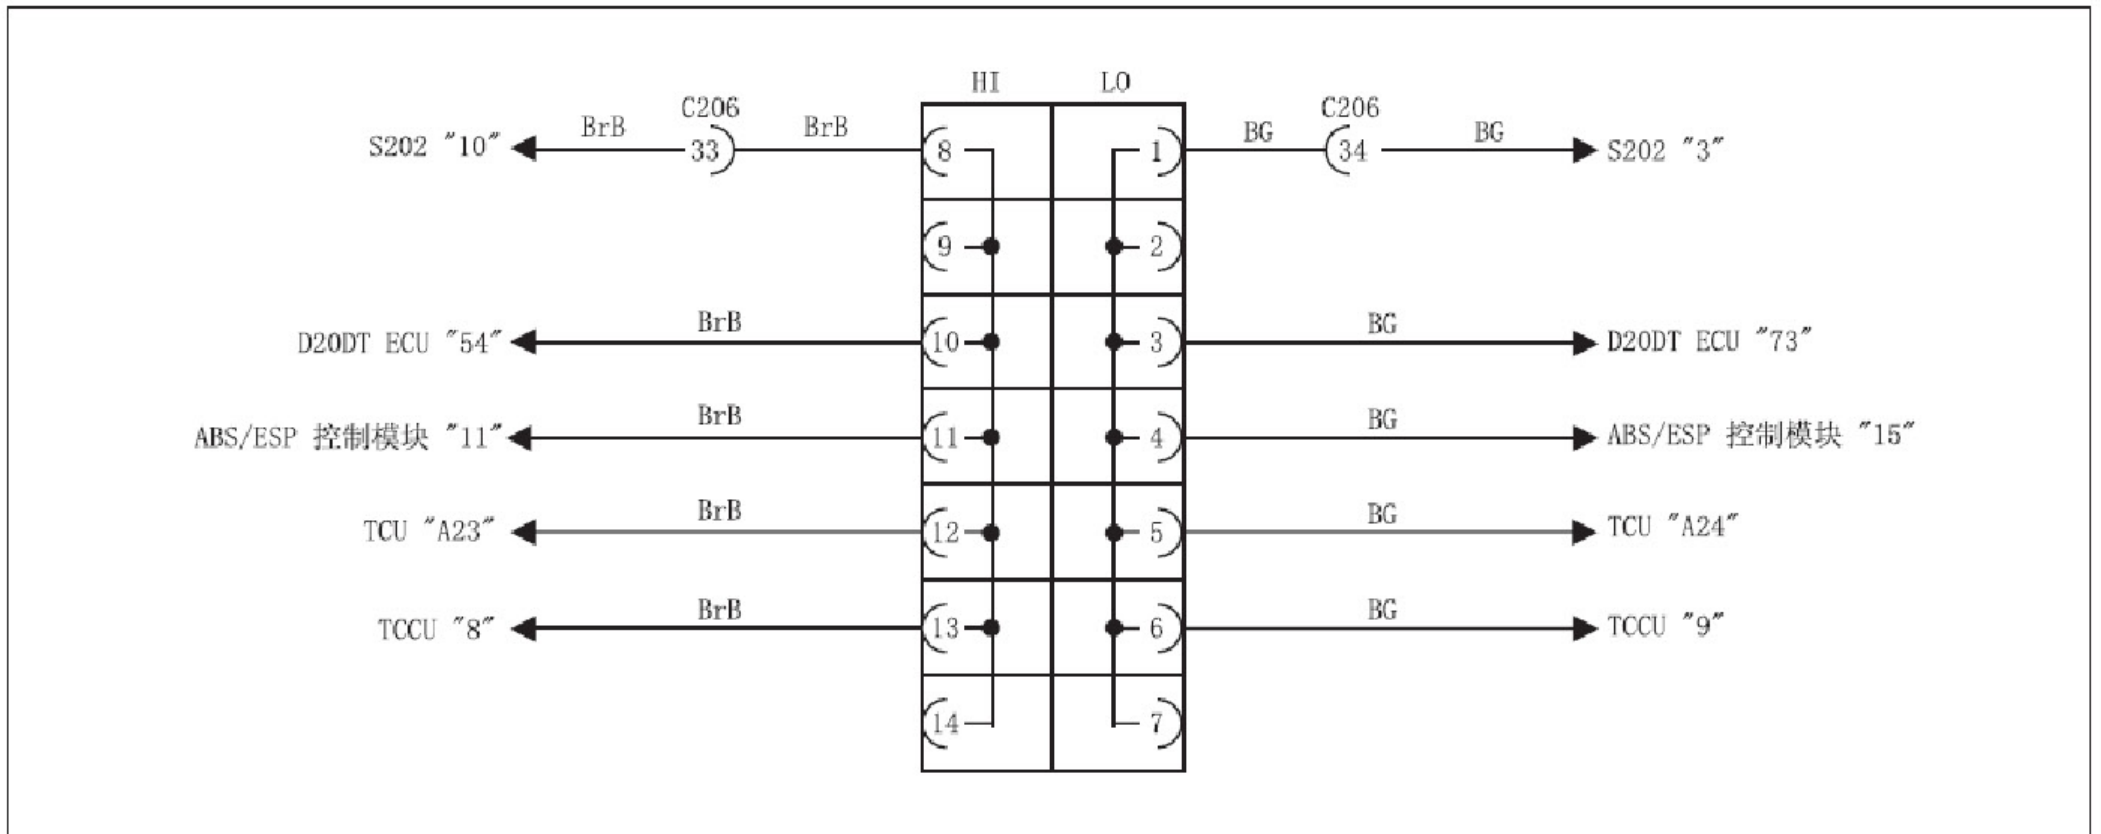 HI LO
C206 C206
S202 "10" BrB 33 BrB 8 1 BG 34 BG S202 "3"
9 2
D20DT ECU "54" BrB 10 3 BG D20DT ECU "73"
ABS/ESP 控制模块 "11" BrB 11 4 BG ABS/ESP 控制模块 "15"
TCU "A23" BrB 12 5 BG TCU "A24"
TCCU "8" BrB 13 6 BG TCCU "9"
14 7